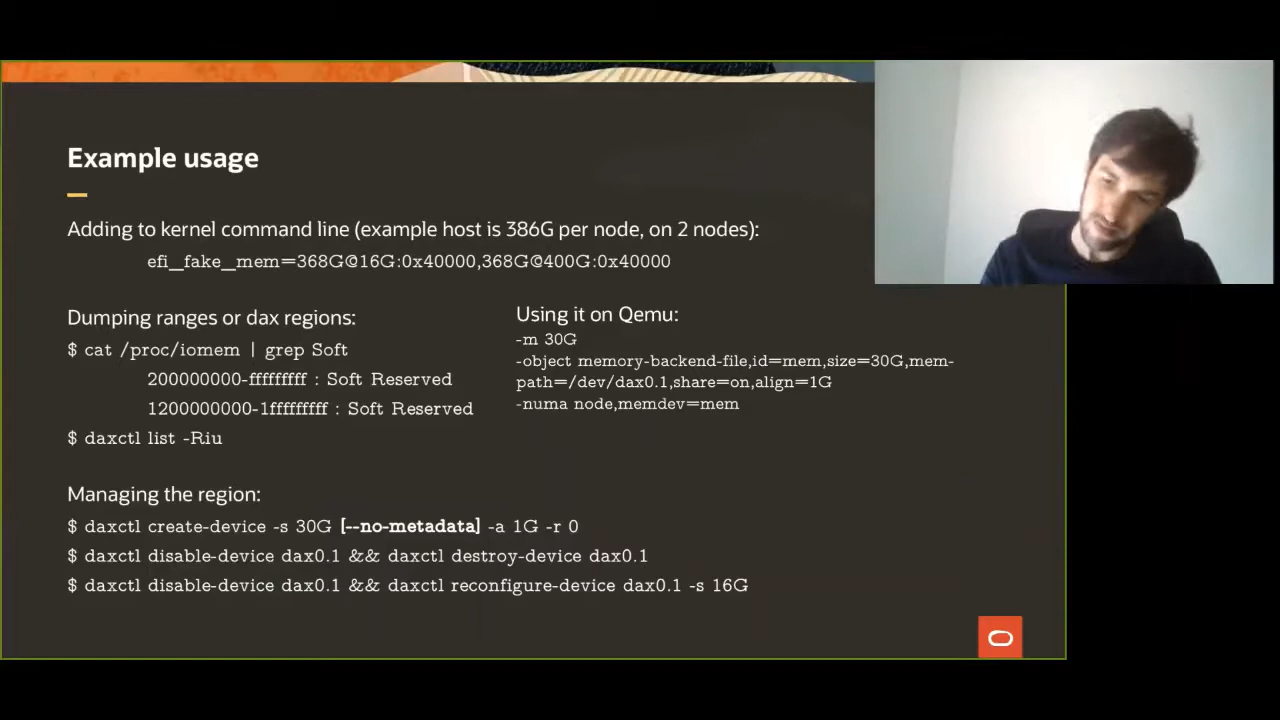 Example usage
Adding to kernel command line (example host is 386G per node, on 2 nodes):
efi_fake_mem=368G@16G:0x40000,368G@400G:0x40000
Dumping ranges or dax regions:
$ cat /proc/iomem | grep Soft
200000000-fffffffff : Soft Reserved
1200000000-1fffffffff : Soft Reserved
$ daxctl list -Riu
Using it on Qemu:
-m 30G
-object memory-backend-file,id=mem,size=30G,mem-
path=/dev/dax0.1,share=on,align=1G
-numa node,memdev=mem
Managing the region:
$ daxctl create-device -s 30G [--no-metadata] -a 1G -r 0
$ daxctl disable-device dax0.1 && daxctl destroy-device dax0.1
$ daxctl disable-device dax0.1 && daxctl reconfigure-device dax0.1 -s 16G